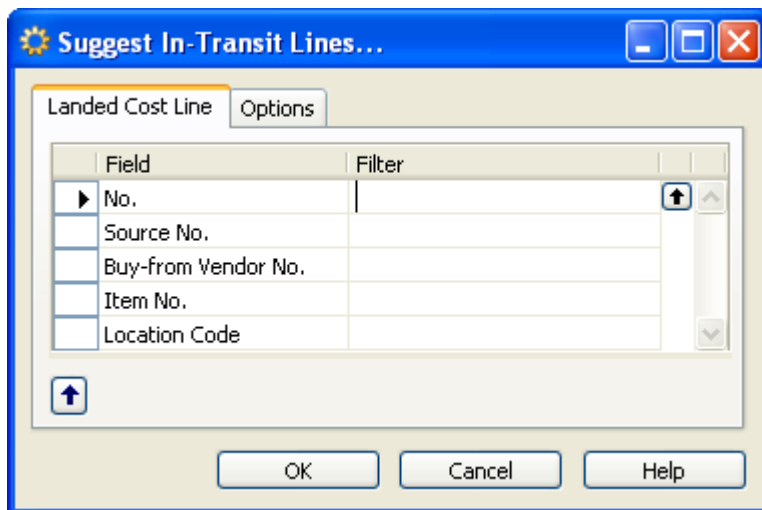 Suggest In-Transit Lines...
Landed Cost Line Options
Field Filter
No.
Source No.
Buy-from Vendor No.
Item No.
Location Code
OK Cancel Help